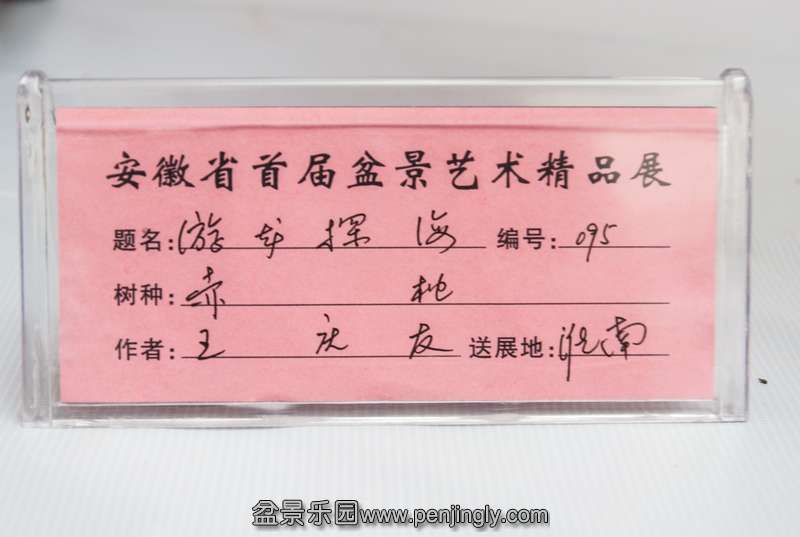 安徽省首届盆景艺术精品展
题名：游龙探海 编号：095
树种：赤 
作者：王庆友 送展地：淮南
盆景乐园www.penjingly.com